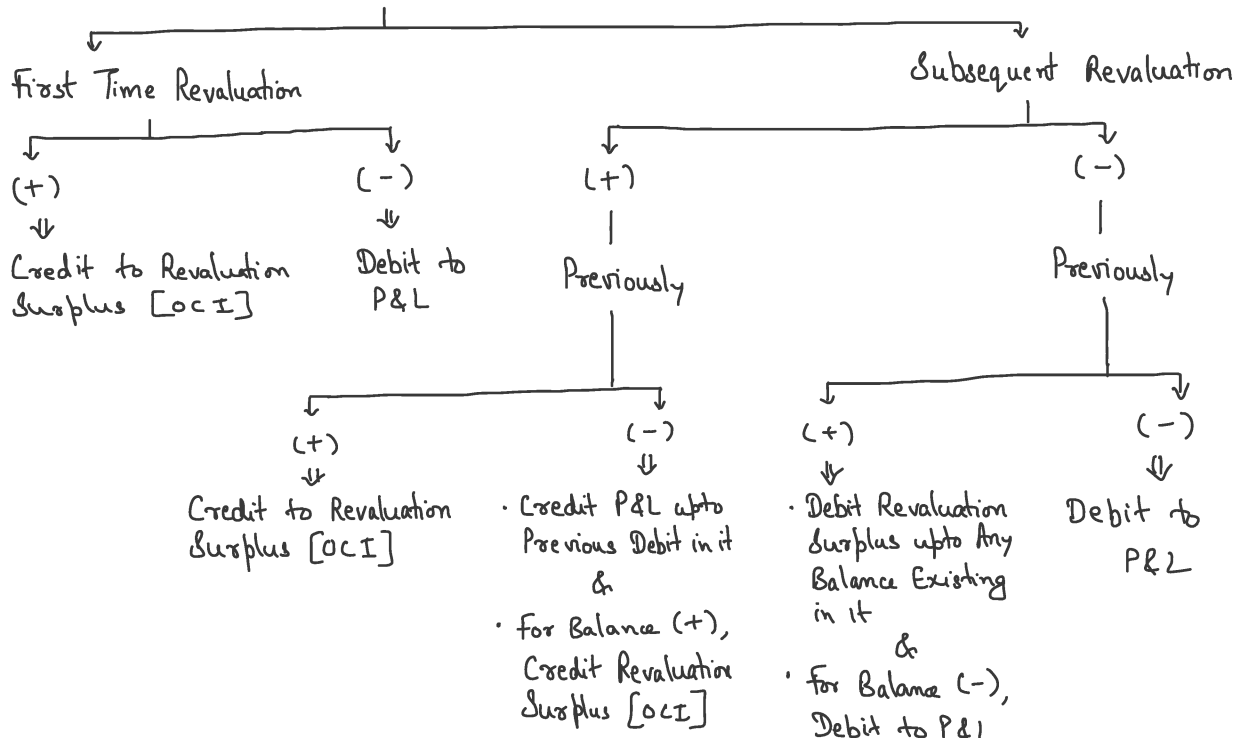 First Time Revaluation
Subsequent Revaluation
(+)
(-)
(+)
(-)
Credit to Revaluation
Surplus [OCI]
Debit to
P&L
Previously
Previously
(+)
(-)
(+)
(-)
Credit to Revaluation
Surplus [OCI]
· Credit P&L upto
Previous Debit in it
&
· For Balance (+),
Credit Revaluation
Surplus [OCI]
· Debit Revaluation
Surplus upto Any
Balance Existing
in it
&
· For Balance (-),
Debit to P&L
Debit to
P&L